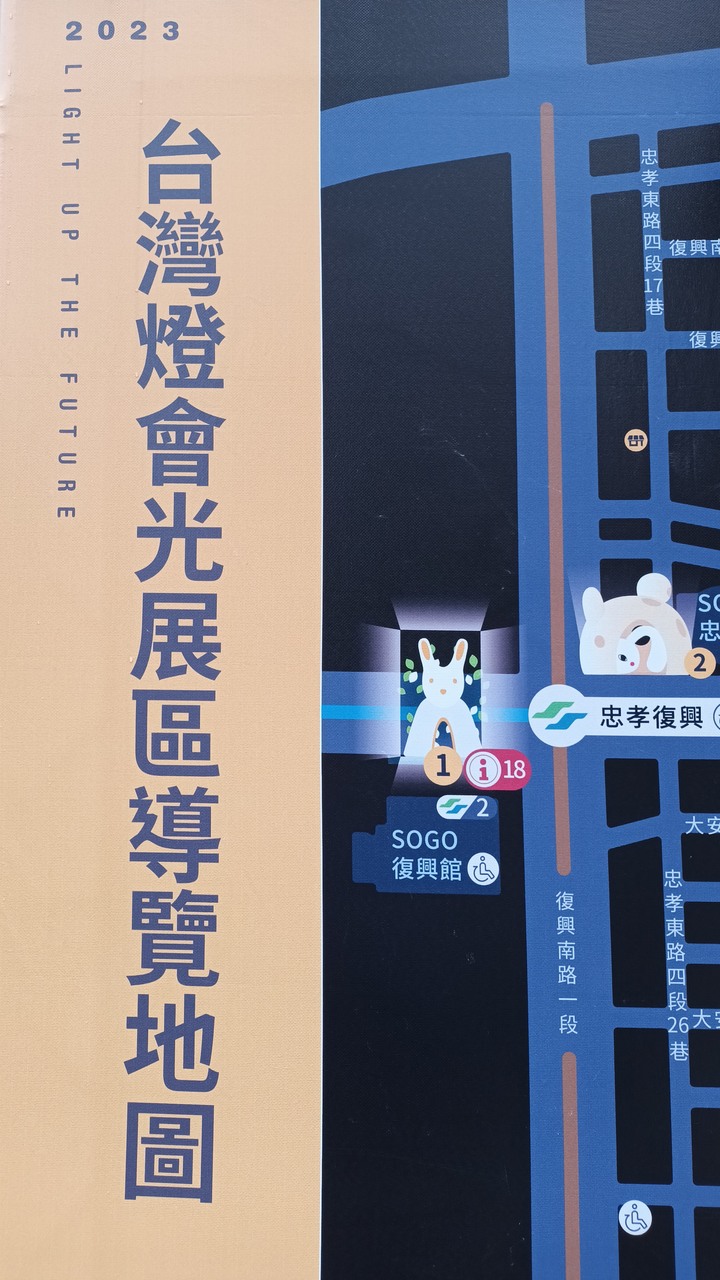 2023
LIGHT UP THE FUTURE
台灣燈會光展區導覽地圖
忠孝東路四段17巷
復興南
復興
SO
忠
2
忠孝復興
1
18
2
SOGO
復興館
大安
忠孝東路四段26巷
大安
復興南路一段